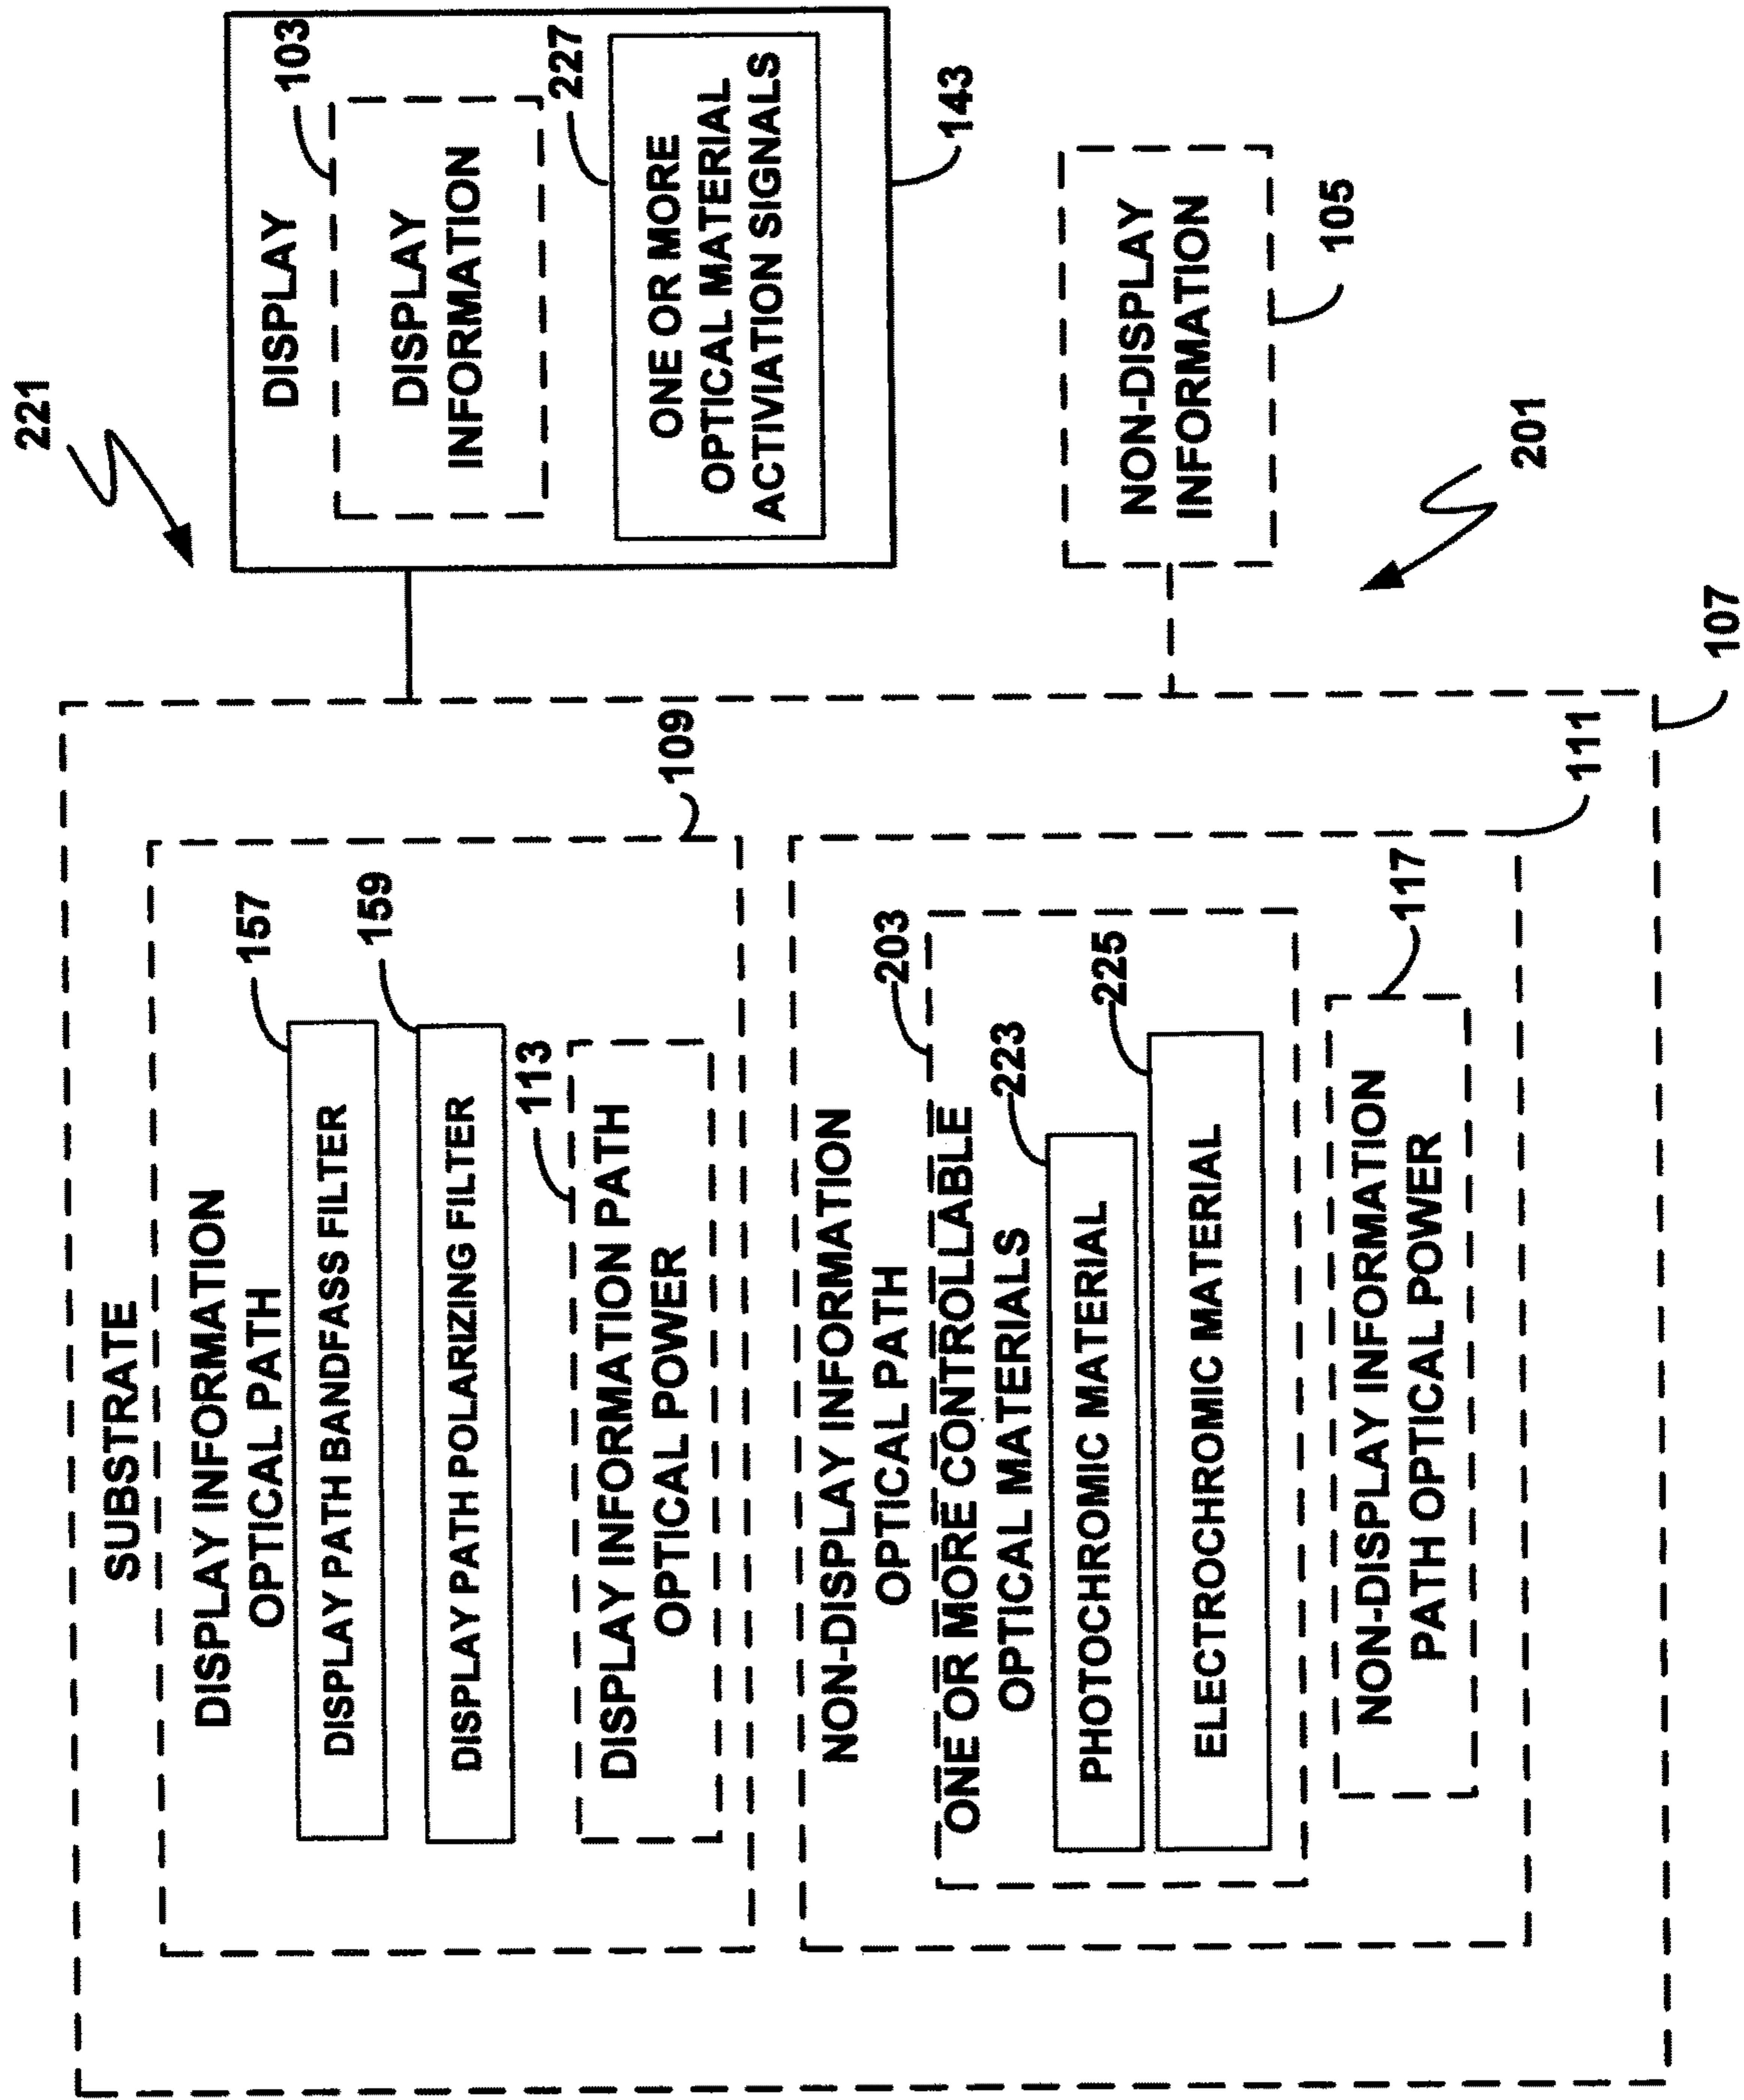 221
SUBSTRATE
DISPLAY INFORMATION
OPTICAL PATH
157
DISPLAY PATH BANDFASS FILTER
159
DISPLAY PATH POLARIZING FILTER
113
DISPLAY INFORMATION PATH
OPTICAL POWER
109
NON-DISPLAY INFORMATION
OPTICAL PATH
203
ONE OR MORE CONTROLLABLE
OPTICAL MATERIALS
223
PHOTOCHROMIC MATERIAL
225
ELECTROCHROMIC MATERIAL
117
NON-DISPLAY INFORMATION
PATH OPTICAL POWER
111
107
DISPLAY
103
DISPLAY
INFORMATION
227
ONE OR MORE
OPTICAL MATERIAL
ACTIVIATION SIGNALS
143
NON-DISPLAY
INFORMATION
105
201